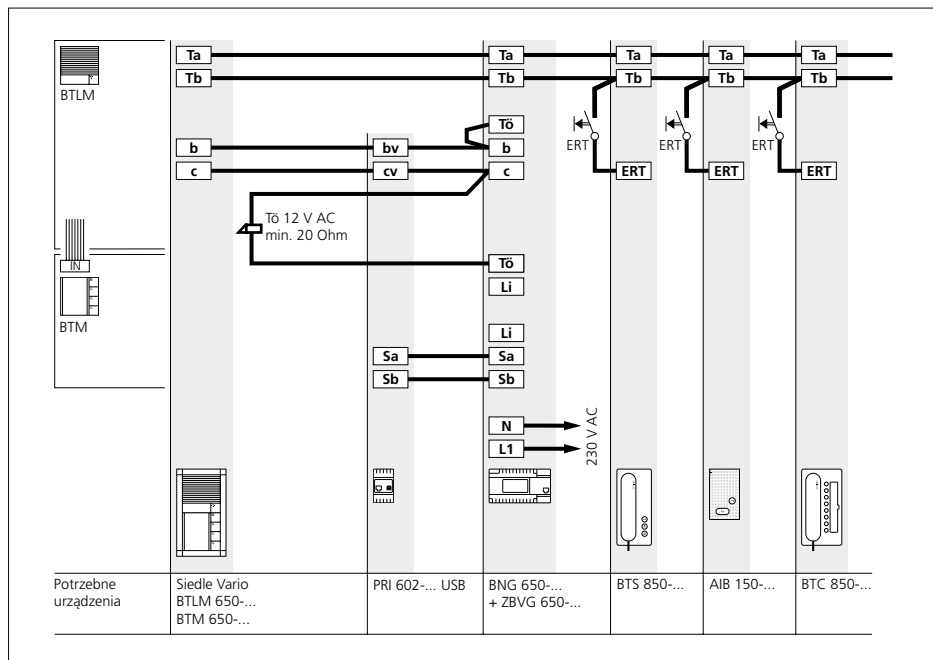 Ta Ta Ta Ta Ta
Tb Tb Tb Tb Tb
BTLM
Tö
ERT ERT ERT
b bv b
c cv c ERT ERT ERT
Tö 12 V AC
min. 20 Ohm
IN
Tö
Li
BTM
Li
Sa Sa
Sb Sb
N
L1
230 V AC
Potrzebne
urządzenia
Siedle Vario
BTLM 650-...
BTM 650-...
PRI 602-... USB
BNG 650-...
+ ZBVG 650-...
BTS 850-...
AIB 150-...
BTC 850-...